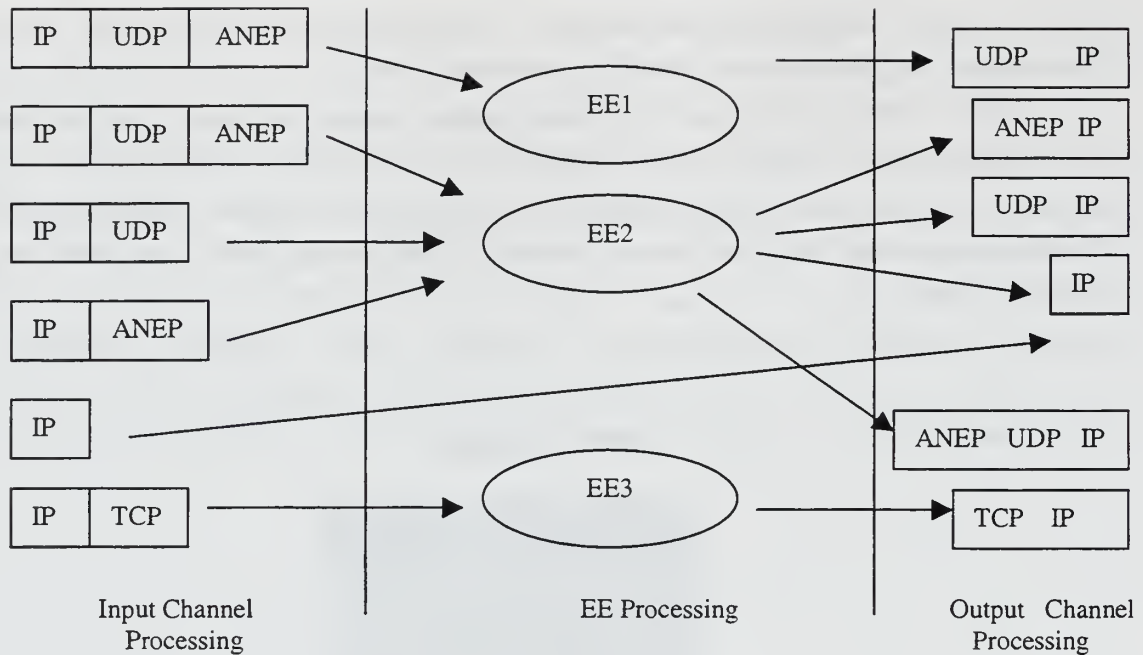 IP UDP ANEP
IP UDP ANEP
IP UDP
IP ANEP
IP
IP TCP
EE1
EE2
EE3
UDP IP
ANEP IP
UDP IP
IP
ANEP UDP IP
TCP IP
Input Channel
Processing
EE Processing
Output Channel
Processing